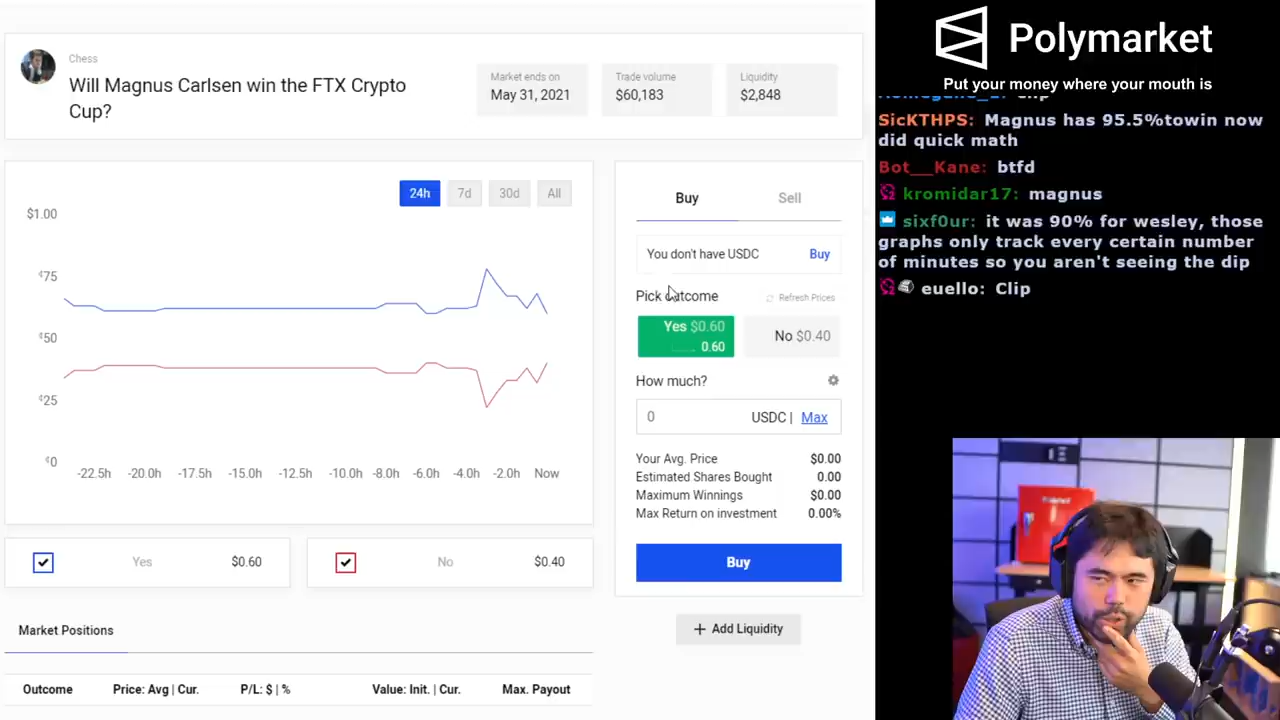 Chess
Will Magnus Carlsen win the FTX Crypto
Cup?
Market ends on
May 31, 2021
Trade volume
$60,183
Liquidity
$2,848
24h
7d
30d
All
$1.00
¢75
¢50
¢25
¢0
-22.5h
-20.0h
-17.5h
-15.0h
-12.5h
-10.0h
-8.0h
-6.0h
-4.0h
-2.0h
Now
Yes
$0.60
No
$0.40
Market Positions
Outcome
Price: Avg | Cur.
P/L: $ | %
Value: Init. | Cur.
Max. Payout
Buy
Sell
You don't have USDC
Buy
Pick outcome
Refresh Prices
Yes $0.60
0.60
No $0.40
How much?
0
USDC | Max
Your Avg. Price
$0.00
Estimated Shares Bought
0.00
Maximum Winnings
$0.00
Max Return on investment
0.00%
Buy
+ Add Liquidity
Polymarket
Put your money where your mouth is
SicKTHPS: Magnus has 95.5%towin now
did quick math
Bot__Kane: btfd
kromidar17: magnus
sixf0ur: it was 90% for wesley, those
graphs only track every certain number
of minutes so you aren't seeing the dip
euello: Clip